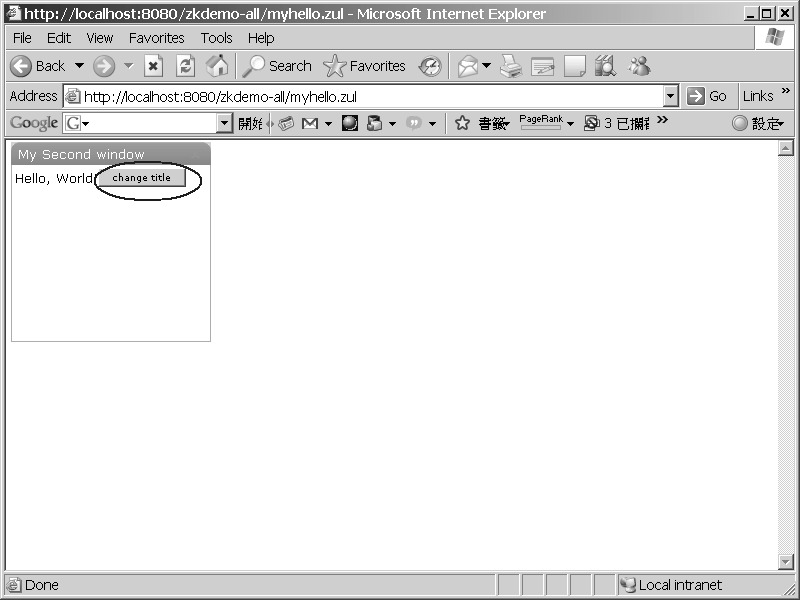 http://localhost:8080/zkdemo-all/myhello.zul - Microsoft Internet Explorer
File Edit View Favorites Tools Help
Back Search Favorites
Address http://localhost:8080/zkdemo-all/myhello.zul Go Links »
Google G 開始 PageRank 書籤 3 已攔 » 設定
My Second window
Hello, World change title
Done Local intranet